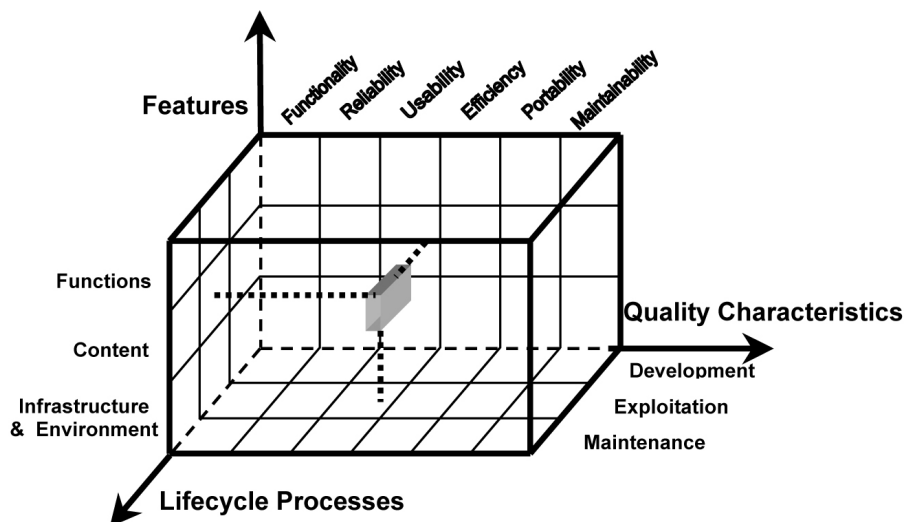 Features
Functionality
Reliability
Usability
Efficiency
Portability
Maintainability
Functions
Content
Infrastructure
& Environment
Quality Characteristics
Development
Exploitation
Maintenance
Lifecycle Processes